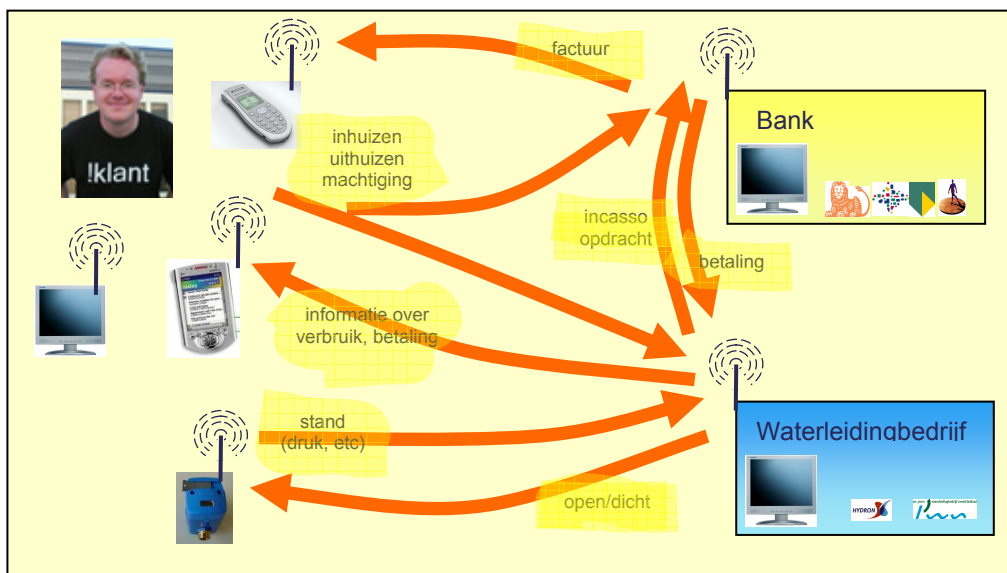 factuur
Bank
!klant
inhuizen
uithuizen
machtiging
incasso
opdracht
betaling
informatie over
verbruik, betaling
stand
(druk, etc)
open/dicht
Waterleidingbedrijf
HYDRON